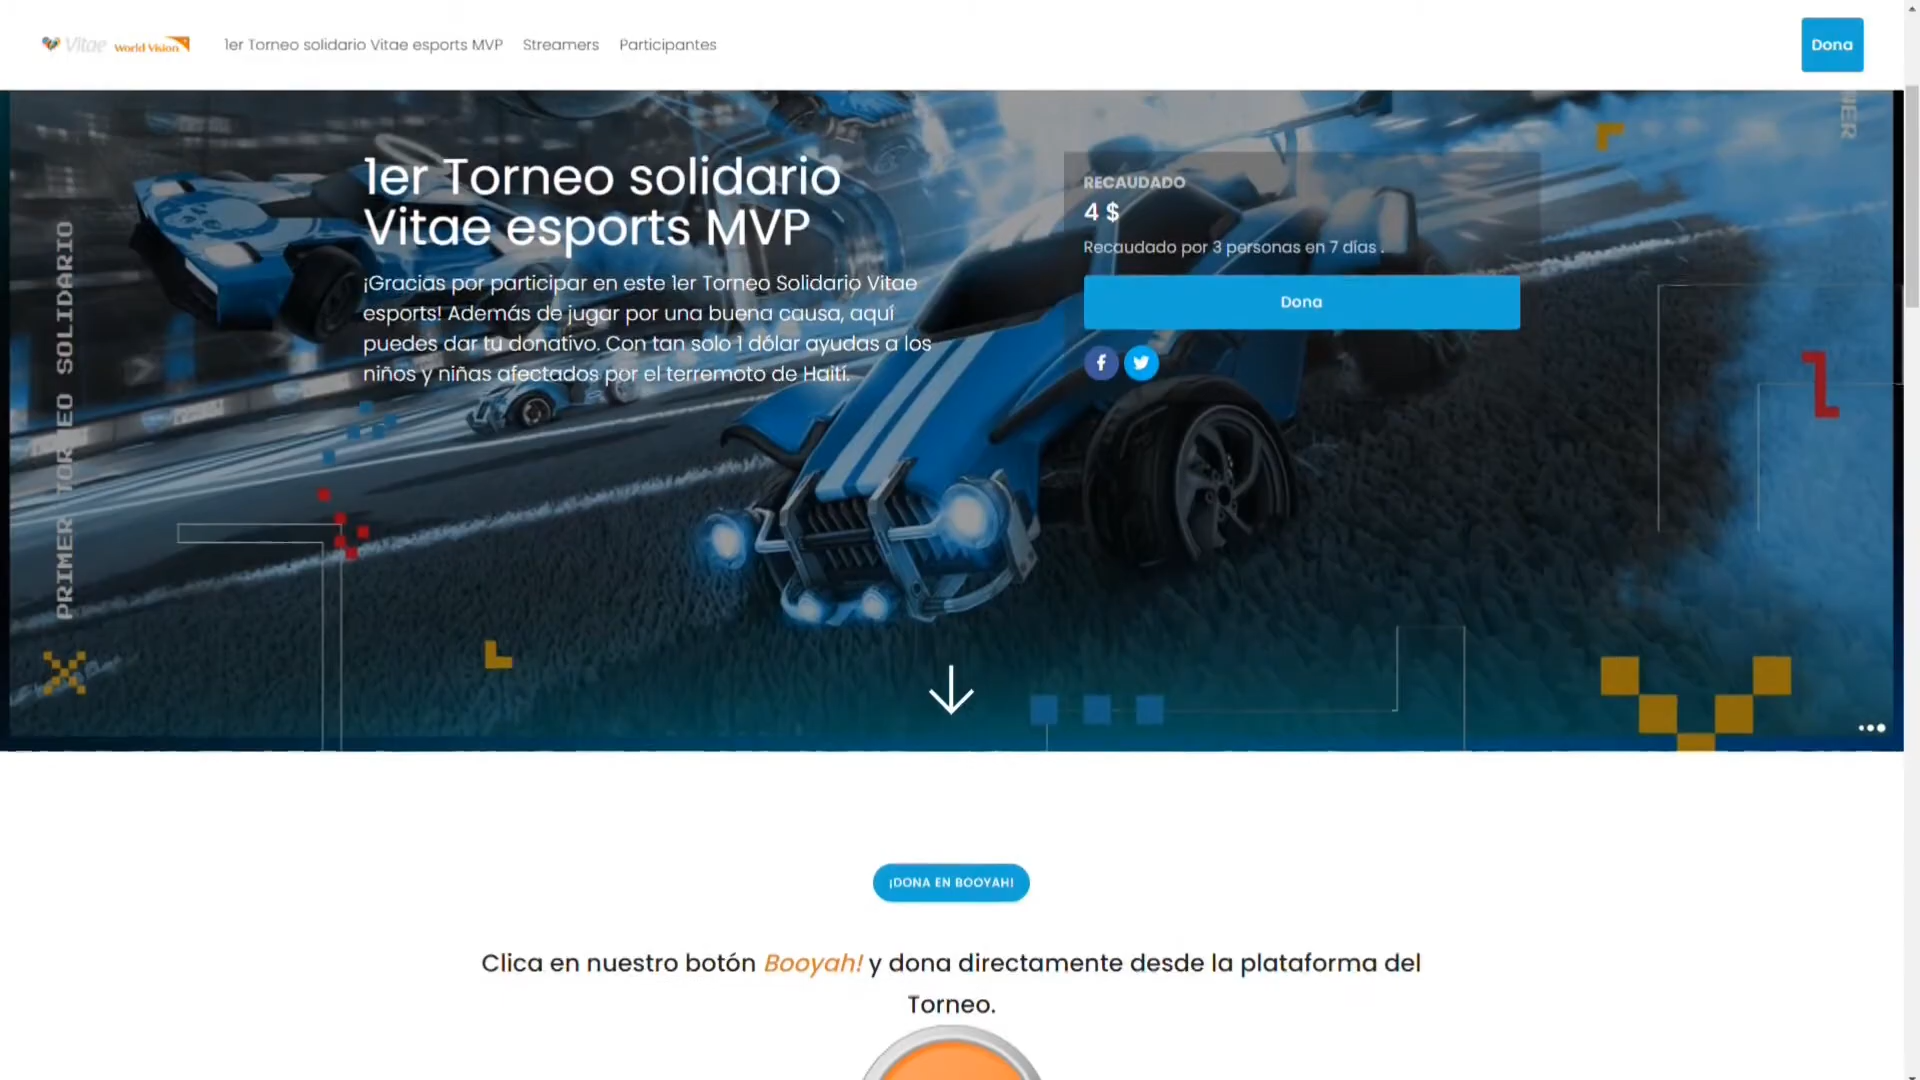 Vitae World Vision 1er Torneo solidario Vitae esports MVP Streamers Participantes Dona
1er Torneo solidario
Vitae esports MVP
¡Gracias por participar en este 1er Torneo Solidario Vitae
esports! Además de jugar por una buena causa, aquí
puedes dar tu donativo. Con tan solo 1 dólar ayudas a los
niños y niñas afectados por el terremoto de Haití.
RECAUDADO
4 $
Recaudado por 3 personas en 7 días .
Dona
PRIMER TORNEO SOLIDARIO
¡DONA EN BOOYAH!
Clica en nuestro botón Booyah! y dona directamente desde la plataforma del
Torneo.